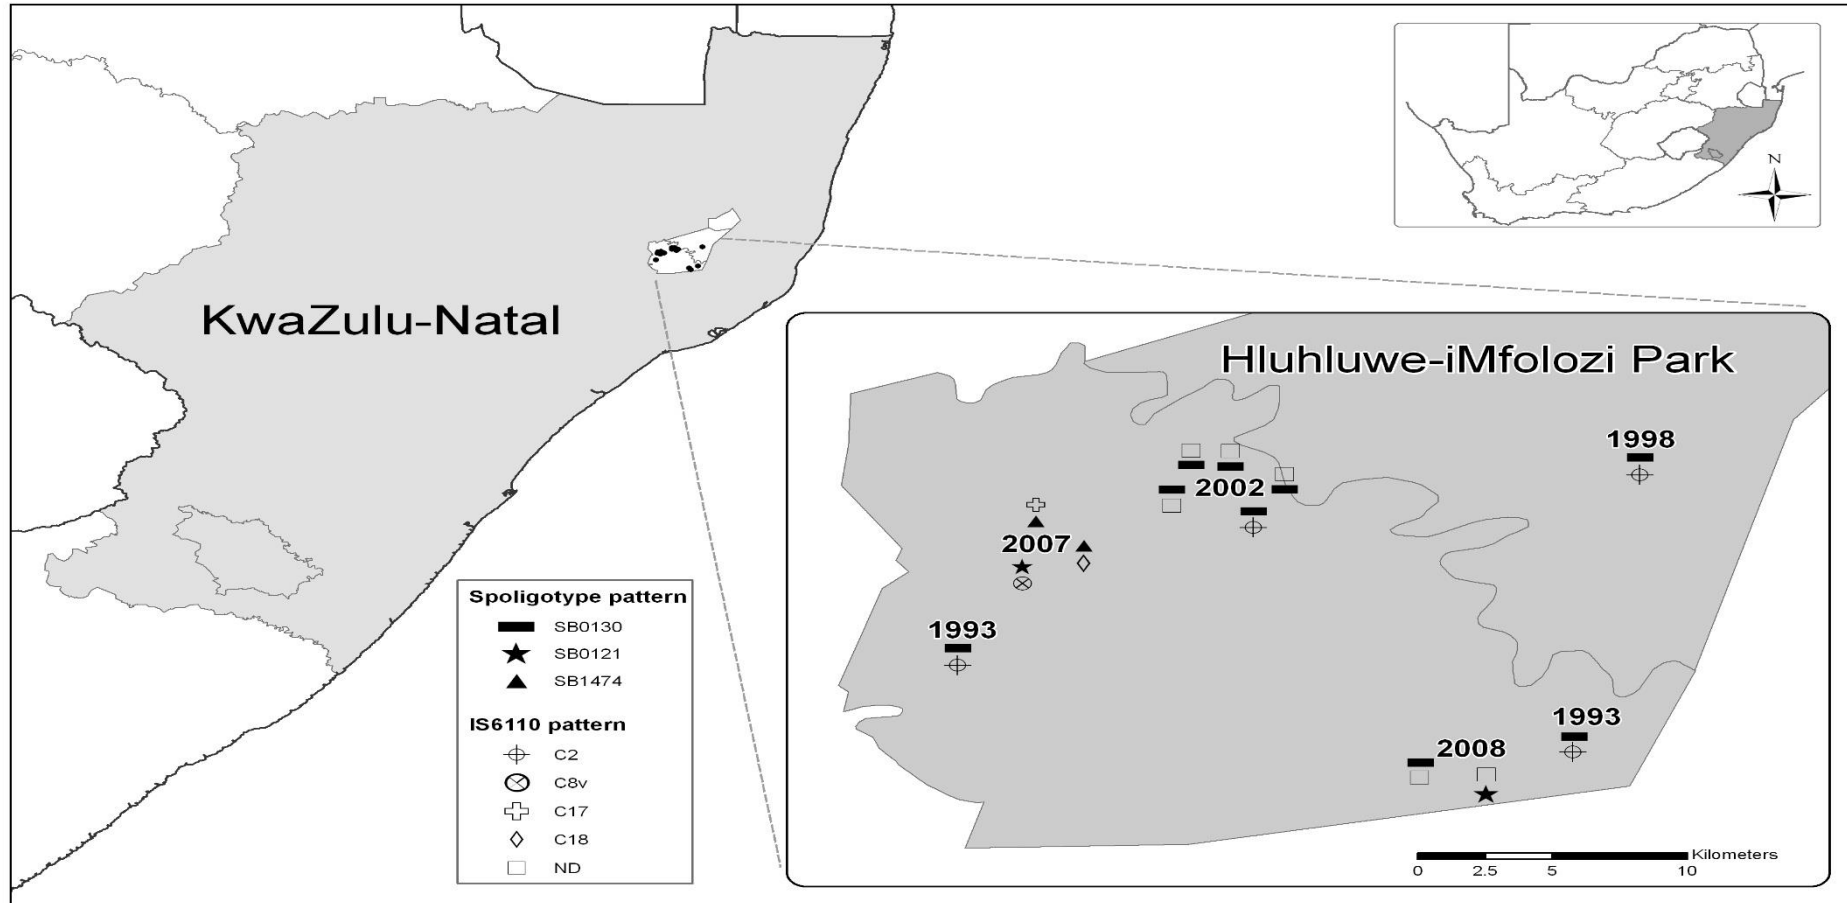 N
KwaZulu-Natal
Hluhluwe-iMfolozi Park
1998
2002
2007
1993
1993
2008
Spoligotype pattern
SB0130
SB0121
SB1474
IS6110 pattern
C2
C8v
C17
C18
ND
Kilometers
0 2.5 5 10